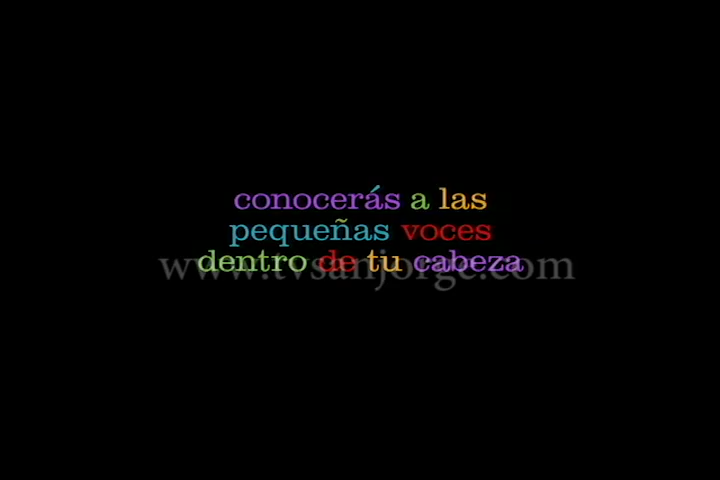 conocerás a las
pequeñas voces
dentro de tu cabeza
www.tvsanjorge.com